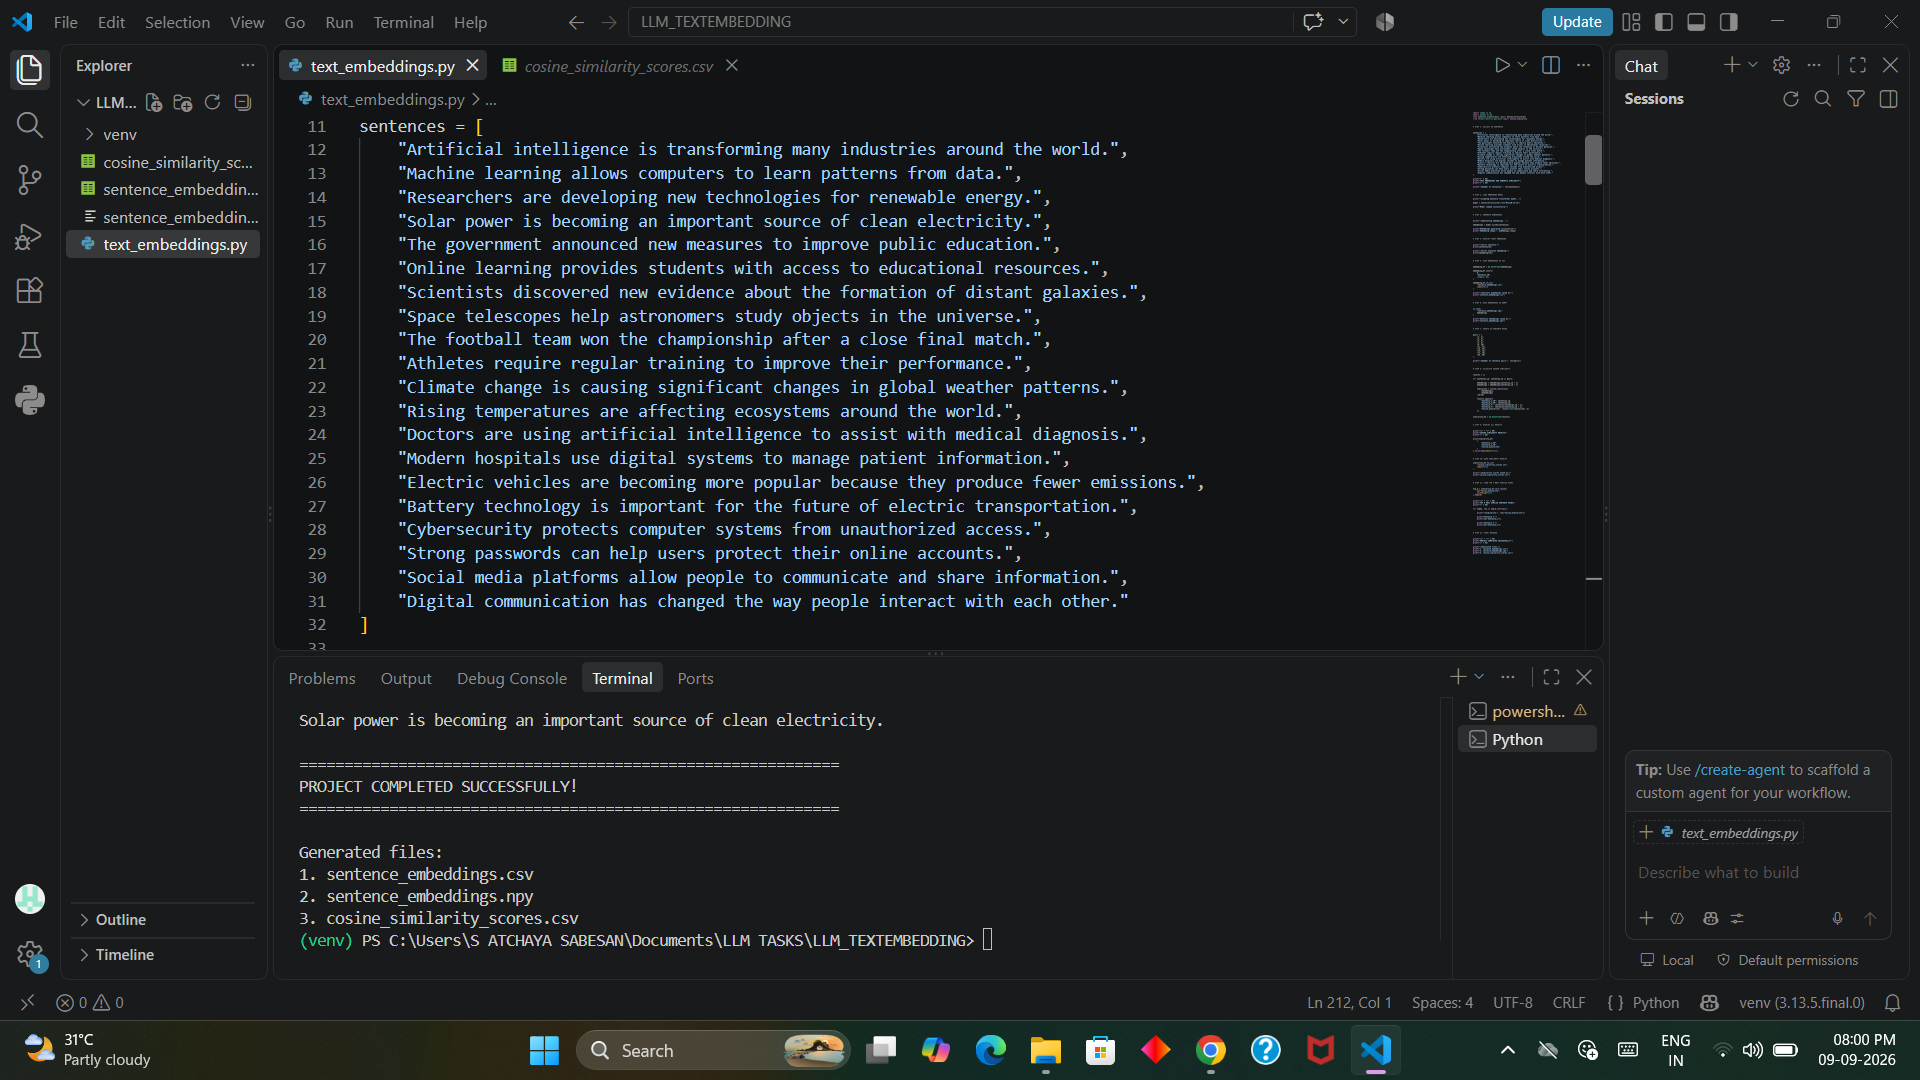 File Edit Selection View Go Run Terminal Help
LLM_TEXTEMBEDDING
Update
Explorer
LLM...
venv
cosine_similarity_sc...
sentence_embeddin...
sentence_embeddin...
text_embeddings.py
Outline
Timeline
text_embeddings.py
cosine_similarity_scores.csv
text_embeddings.py > ...
11 sentences = [
12 "Artificial intelligence is transforming many industries around the world.",
13 "Machine learning allows computers to learn patterns from data.",
14 "Researchers are developing new technologies for renewable energy.",
15 "Solar power is becoming an important source of clean electricity.",
16 "The government announced new measures to improve public education.",
17 "Online learning provides students with access to educational resources.",
18 "Scientists discovered new evidence about the formation of distant galaxies.",
19 "Space telescopes help astronomers study objects in the universe.",
20 "The football team won the championship after a close final match.",
21 "Athletes require regular training to improve their performance.",
22 "Climate change is causing significant changes in global weather patterns.",
23 "Rising temperatures are affecting ecosystems around the world.",
24 "Doctors are using artificial intelligence to assist with medical diagnosis.",
25 "Modern hospitals use digital systems to manage patient information.",
26 "Electric vehicles are becoming more popular because they produce fewer emissions.",
27 "Battery technology is important for the future of electric transportation.",
28 "Cybersecurity protects computer systems from unauthorized access.",
29 "Strong passwords can help users protect their online accounts.",
30 "Social media platforms allow people to communicate and share information.",
31 "Digital communication has changed the way people interact with each other."
32 ]
33
Problems Output Debug Console Terminal Ports
Solar power is becoming an important source of clean electricity.
============================================================
PROJECT COMPLETED SUCCESSFULLY!
============================================================
Generated files:
1. sentence_embeddings.csv
2. sentence_embeddings.npy
3. cosine_similarity_scores.csv
(venv) PS C:\Users\S ATCHAYA SABESAN\Documents\LLM TASKS\LLM_TEXTEMBEDDING>
powersh...
Python
Chat
Sessions
Tip: Use /create-agent to scaffold a
custom agent for your workflow.
text_embeddings.py
Describe what to build
Local Default permissions
1
0 0
Ln 212, Col 1 Spaces: 4 UTF-8 CRLF { } Python venv (3.13.5.final.0)
31°C
Partly cloudy
Search
ENG
IN
08:00 PM
09-09-2026